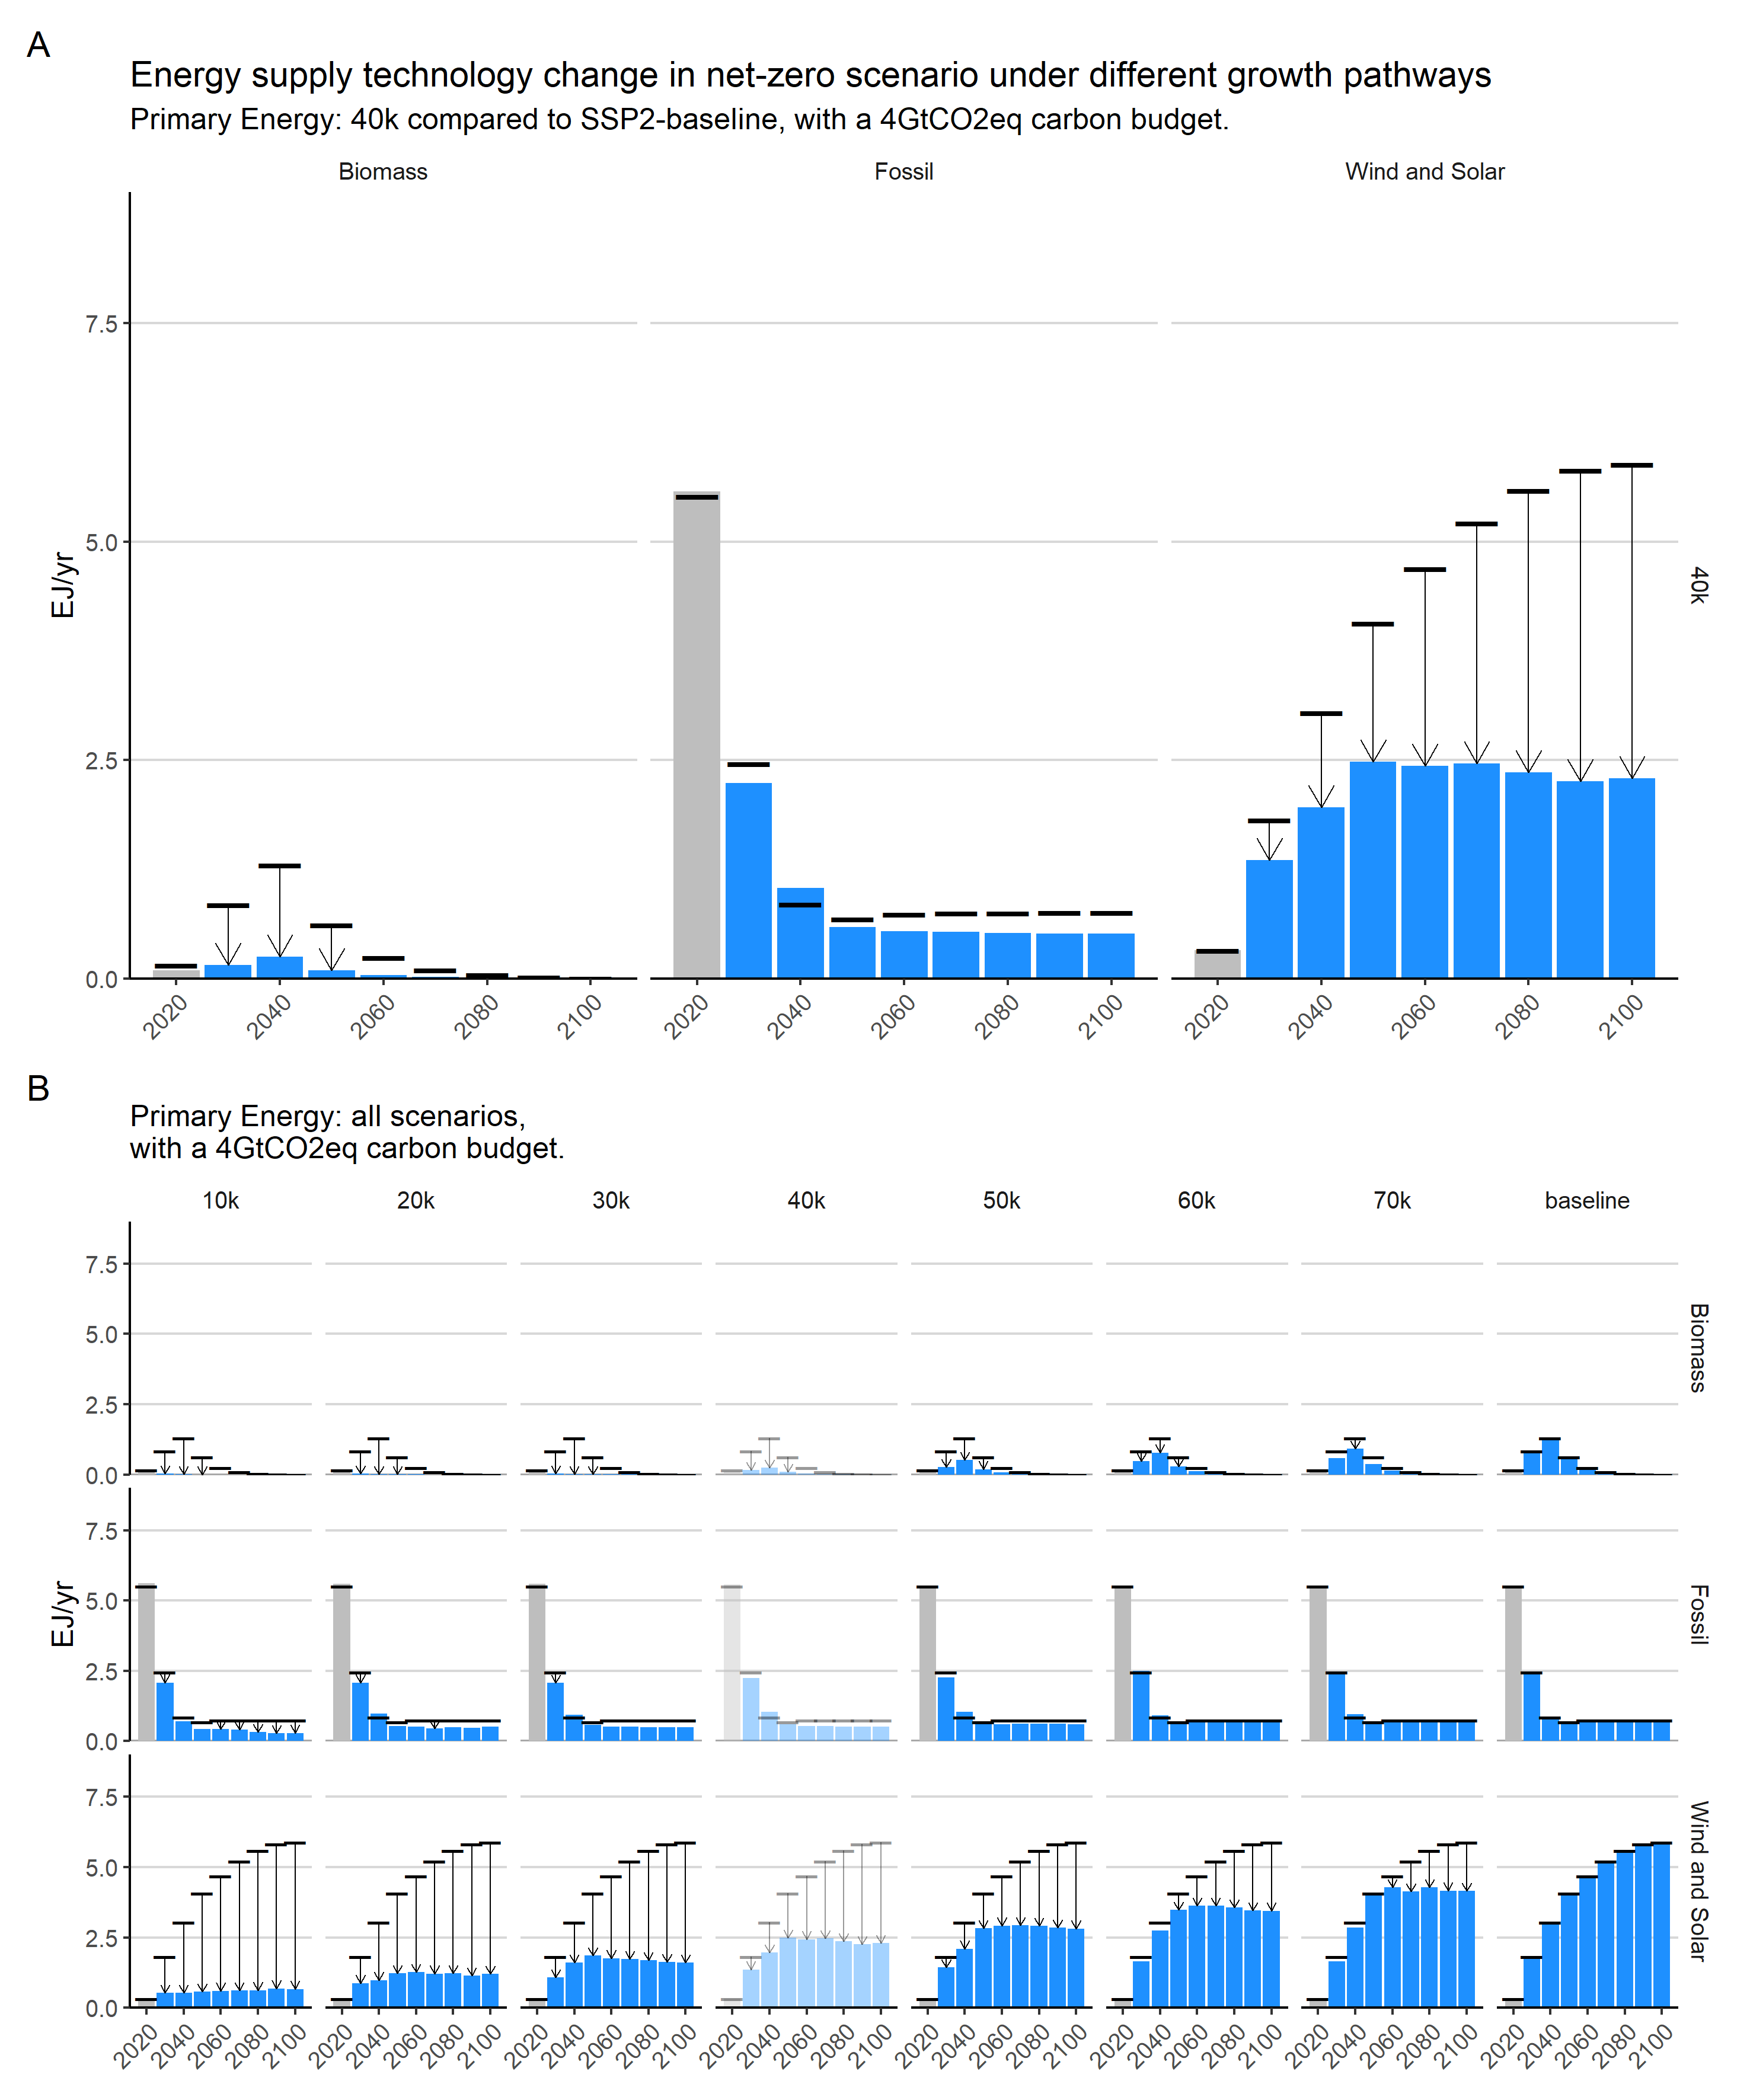 A
Energy supply technology change in net-zero scenario under different growth pathways
Primary Energy: 40k compared to SSP2-baseline, with a 4GtCO2eq carbon budget.
Biomass Fossil Wind and Solar
7.5
5.0
2.5
0.0
EJ/yr
40k
2020 2040 2060 2080 2100 2020 2040 2060 2080 2100 2020 2040 2060 2080 2100
B
Primary Energy: all scenarios,
with a 4GtCO2eq carbon budget.
10k 20k 30k 40k 50k 60k 70k baseline
7.5
5.0
2.5
0.0
Biomass
7.5
5.0
2.5
0.0
EJ/yr
Fossil
7.5
5.0
2.5
0.0
Wind and Solar
2020 2040 2060 2080 2100 2020 2040 2060 2080 2100 2020 2040 2060 2080 2100 2020 2040 2060 2080 2100 2020 2040 2060 2080 2100 2020 2040 2060 2080 2100 2020 2040 2060 2080 2100 2020 2040 2060 2080 2100